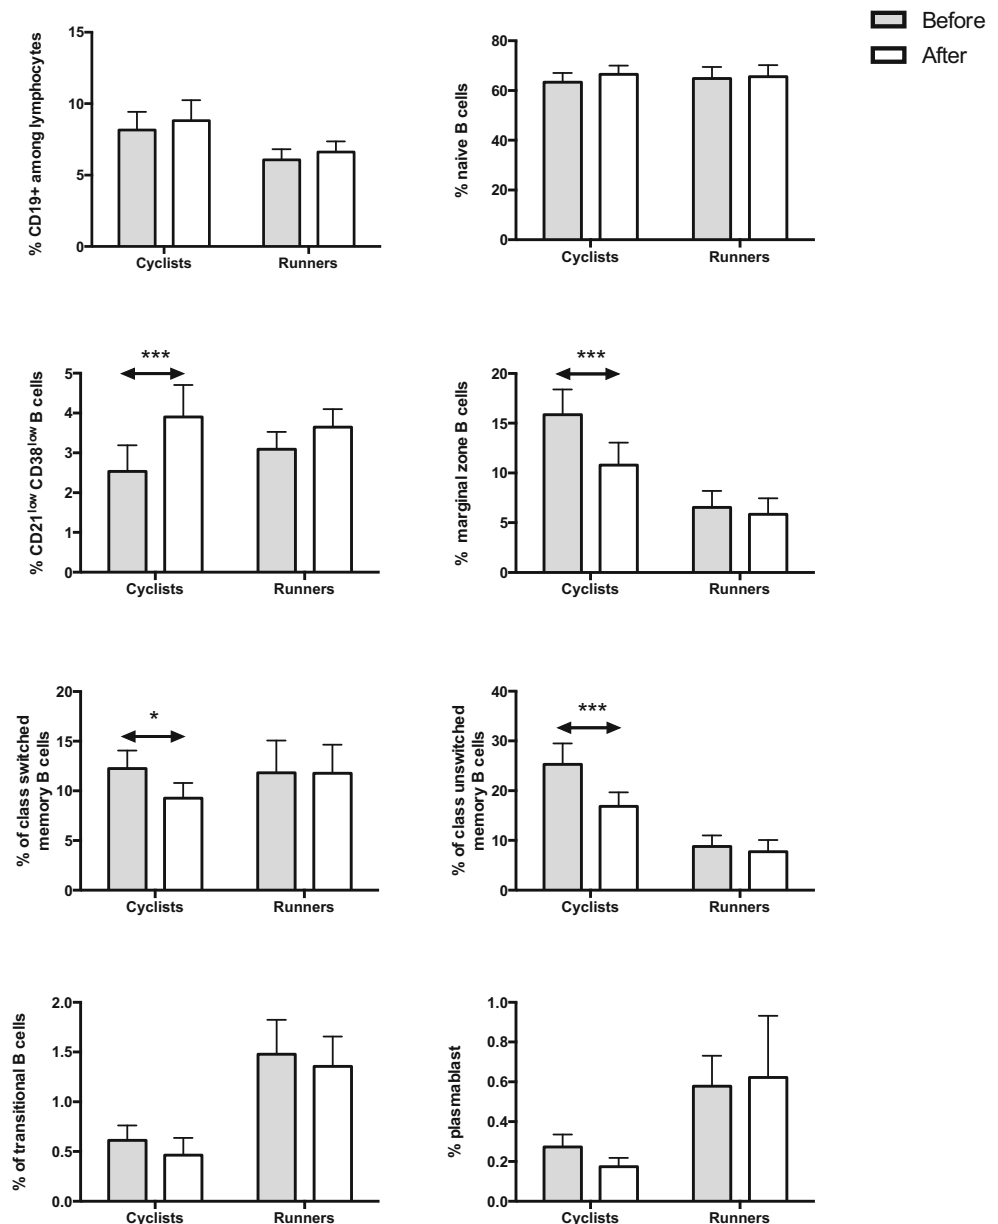 Before
After
% CD19+ among lymphocytes
15
10
5
0
Cyclists
Runners
% naive B cells
80
60
40
20
0
Cyclists
Runners
% CD21low CD38low B cells
***
5
4
3
2
1
0
Cyclists
Runners
% marginal zone B cells
***
20
15
10
5
0
Cyclists
Runners
% of class switched
memory B cells
20
15
10
5
0
*
Cyclists
Runners
% of class unswitched
memory B cells
40
30
20
10
0
***
Cyclists
Runners
% of transitional B cells
2.0
1.5
1.0
0.5
0.0
Cyclists
Runners
% plasmablast
1.0
0.8
0.6
0.4
0.2
0.0
Cyclists
Runners